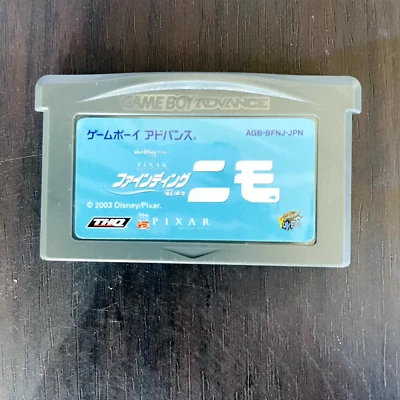 GAME BOY ADVANCE
ゲームボーイ アドバンス®
AGB-BFNJ-JPN
PIXAR
ファインディング ニモ
© 2003 Disney/Pixar.
THQ
PIXAR